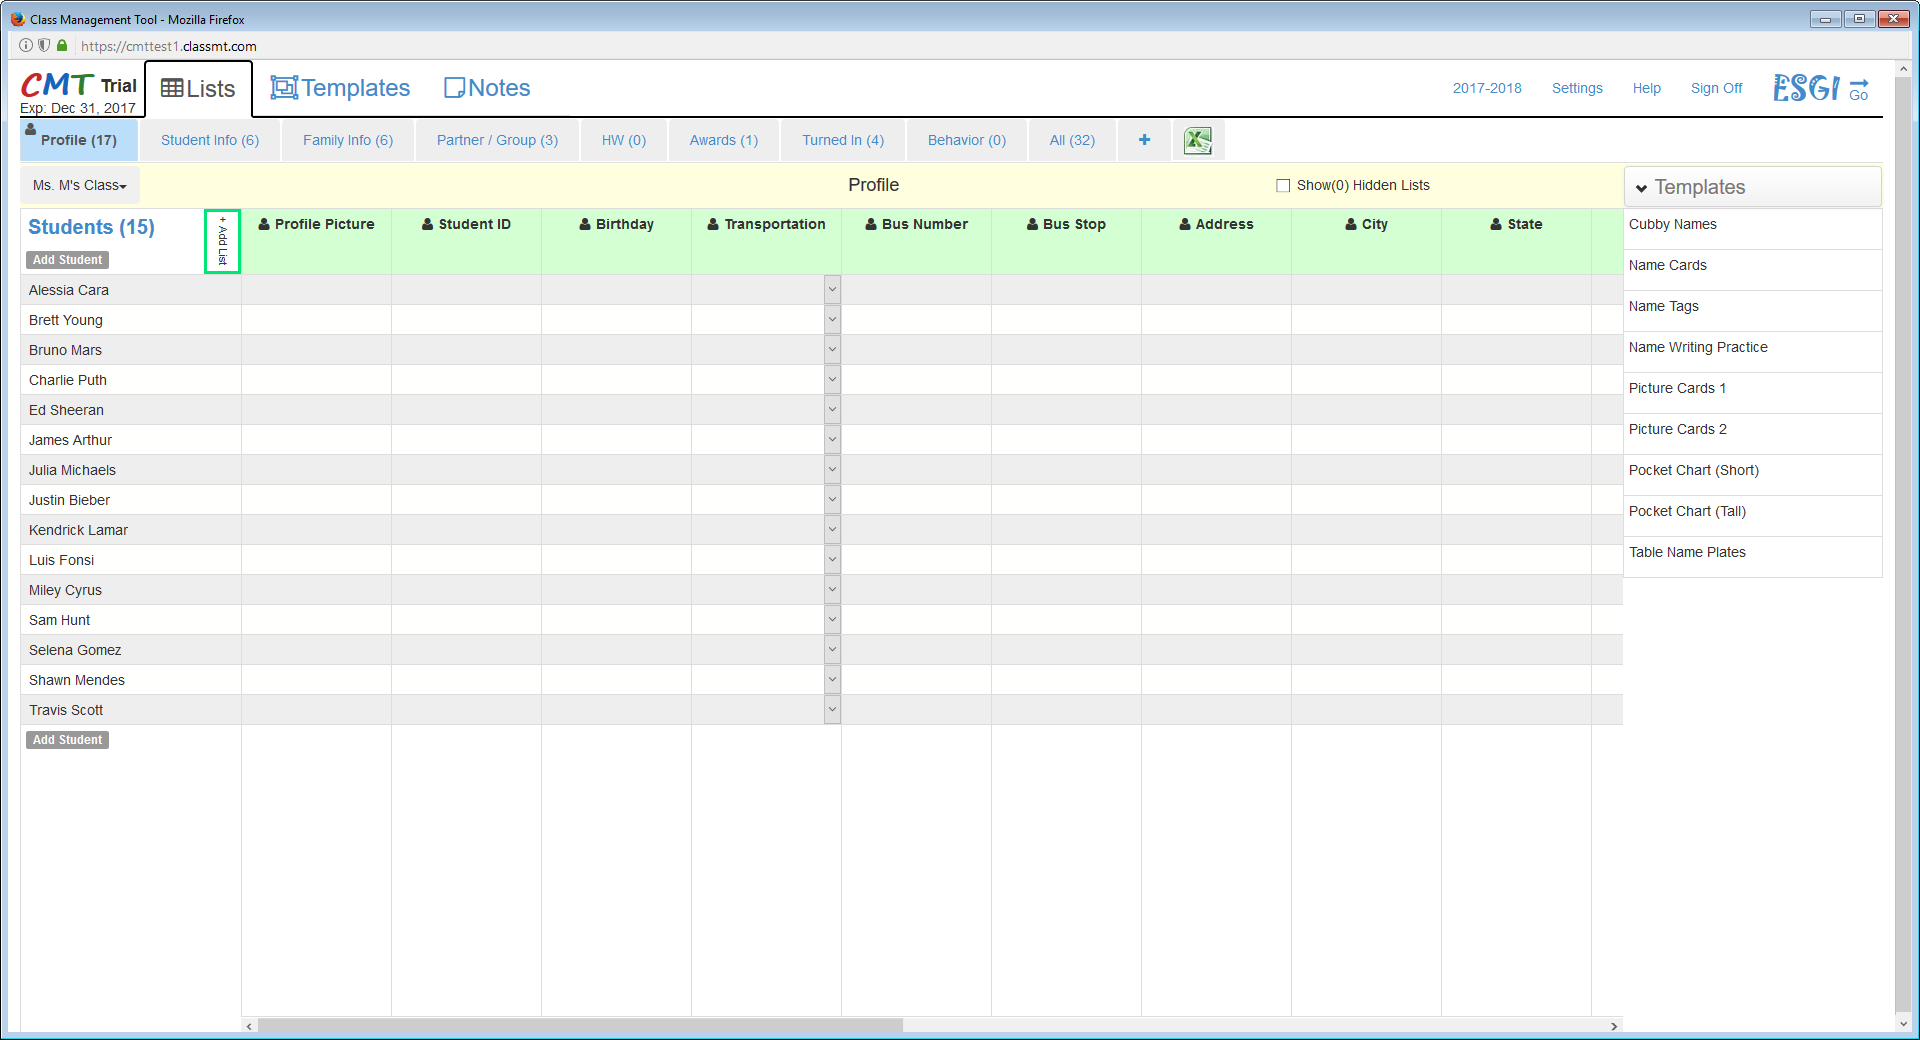 Class Management Tool - Mozilla Firefox
https://cmttest1.classmt.com
CMT Trial
Exp: Dec 31, 2017
Lists
Templates
Notes
2017-2018
Settings
Help
Sign Off
ESGI
Go
Profile (17)
Student Info (6)
Family Info (6)
Partner / Group (3)
HW (0)
Awards (1)
Turned In (4)
Behavior (0)
All (32)
+
Ms. M's Class
Profile
Show(0) Hidden Lists
Templates
Students (15)
Add Student
+ Add List
Profile Picture
Student ID
Birthday
Transportation
Bus Number
Bus Stop
Address
City
State
Alessia Cara
Brett Young
Bruno Mars
Charlie Puth
Ed Sheeran
James Arthur
Julia Michaels
Justin Bieber
Kendrick Lamar
Luis Fonsi
Miley Cyrus
Sam Hunt
Selena Gomez
Shawn Mendes
Travis Scott
Add Student
Cubby Names
Name Cards
Name Tags
Name Writing Practice
Picture Cards 1
Picture Cards 2
Pocket Chart (Short)
Pocket Chart (Tall)
Table Name Plates